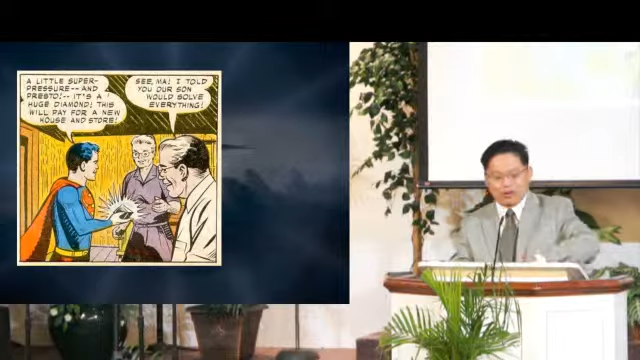 A LITTLE SUPER-
PRESSURE--AND
PRESTO!-- IT'S A
HUGE DIAMOND! THIS
WILL PAY FOR A NEW
HOUSE AND STORE!
SEE, MA! I TOLD
YOU OUR SON
WOULD SOLVE
EVERYTHING!